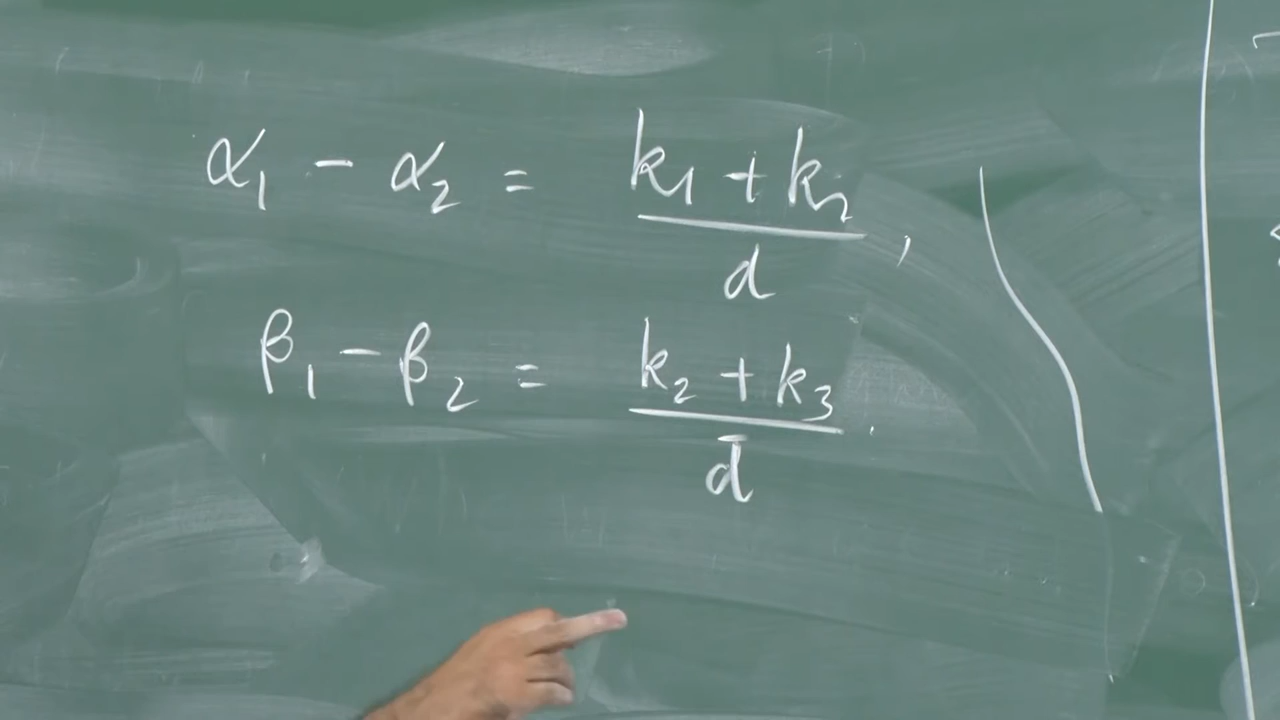 α₁ - α₂ = (k₁ + k₂)/d ,
β₁ - β₂ = (k₂ + k₃)/d .